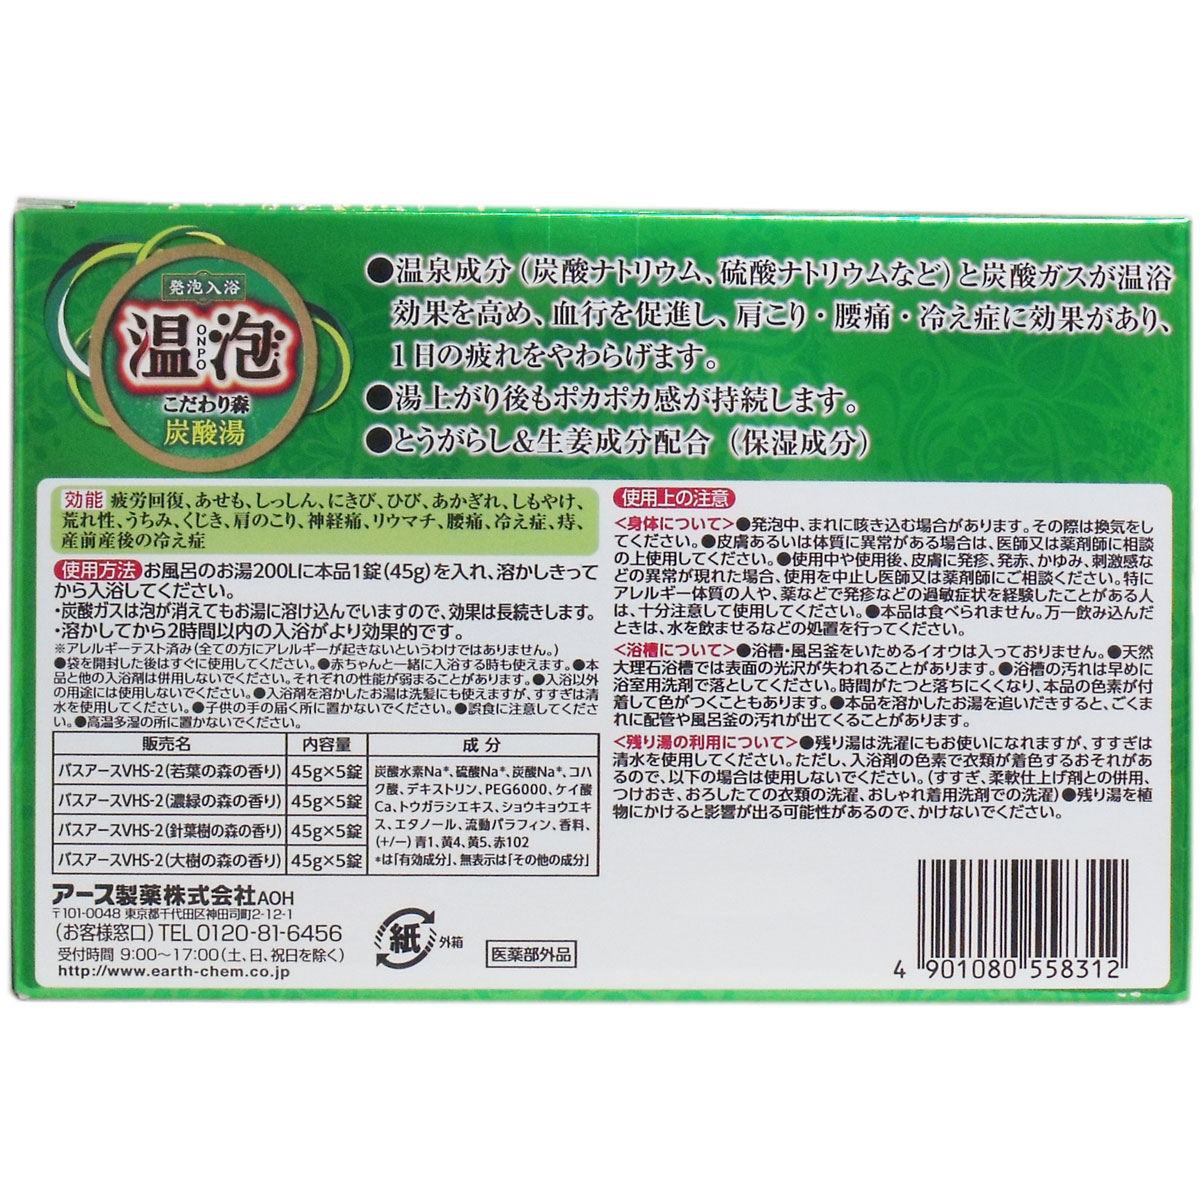 発泡入浴
温泡
ONPO
こだわり森
炭酸湯
●温泉成分(炭酸ナトリウム、硫酸ナトリウムなど)と炭酸ガスが温浴
効果を高め、血行を促進し、肩こり・腰痛・冷え症に効果があり、
1日の疲れをやわらげます。
●湯上がり後もポカポカ感が持続します。
●とうがらし&生姜成分配合(保湿成分)
効能 疲労回復、あせも、しっしん、にきび、ひび、あかぎれ、しもやけ、
荒れ性、うちみ、くじき、肩のこり、神経痛、リウマチ、腰痛、冷え症、痔、
産前産後の冷え症
使用方法 お風呂のお湯200Lに本品1錠(45g)を入れ、溶かしきって
から入浴してください。
・炭酸ガスは泡が消えてもお湯に溶け込んでいますので、効果は長続きします。
・溶かしてから2時間以内の入浴がより効果的です。
※アレルギーテスト済み(全ての方にアレルギーが起きないというわけではありません。)
●袋を開封した後はすぐに使用してください。●赤ちゃんと一緒に入浴する時も使えます。●本
品と他の入浴剤は併用しないでください。それぞれの性能が弱まることがあります。●入浴以外
の用途には使用しないでください。●入浴剤を溶かしたお湯は洗髪にも使えますが、すすぎは清
水を使用してください。●子供の手の届く所に置かないでください。●誤食に注意してくださ
い。●高温多湿の所に置かないでください。
販売名 内容量 成分
バスアースVHS-2(若葉の森の香り) 45g×5錠
バスアースVHS-2(濃緑の森の香り) 45g×5錠
バスアースVHS-2(針葉樹の森の香り) 45g×5錠
バスアースVHS-2(大樹の森の香り) 45g×5錠
炭酸水素Na*、硫酸Na*、炭酸Na*、コハ
ク酸、デキストリン、PEG6000、ケイ酸
Ca、トウガラシエキス、ショウキョウエキ
ス、エタノール、流動パラフィン、香料、
(+/-)青1、黄4、黄5、赤102
*は「有効成分」、無表示は「その他の成分」
アース製薬株式会社AOH
〒101-0048 東京都千代田区神田司町2-12-1
(お客様窓口)TEL 0120-81-6456
受付時間 9:00～17:00(土、日、祝日を除く)
http://www.earth-chem.co.jp
紙
外箱
医薬部外品
使用上の注意
<身体について>●発泡中、まれに咳き込む場合があります。その際は換気をし
てください。●皮膚あるいは体質に異常がある場合は、医師又は薬剤師に相談
の上使用してください。●使用中や使用後、皮膚に発疹、発赤、かゆみ、刺激感な
どの異常が現れた場合、使用を中止し医師又は薬剤師にご相談ください。特に
アレルギー体質の人や、薬などで発疹などの過敏症状を経験したことがある人
は、十分注意して使用してください。●本品は食べられません。万一飲み込んだ
ときは、水を飲ませるなどの処置を行ってください。
<浴槽について>●浴槽・風呂釜をいためるイオウは入っておりません。●天然
大理石浴槽では表面の光沢が失われることがあります。●浴槽の汚れは早めに
浴室用洗剤で落としてください。時間がたつと落ちにくくなり、本品の色素が付
着して色がつくこともあります。●本品を溶かしたお湯を追いだきすると、ごくま
れに配管や風呂釜の汚れが出てくることがあります。
<残り湯の利用について>●残り湯は洗濯にもお使いになれますが、すすぎは
清水を使用してください。ただし、入浴剤の色素で衣類が着色するおそれがあ
るので、以下の場合は使用しないでください。(すすぎ、柔軟仕上げ剤との併用、
つけおき、おろしたての衣類の洗濯、おしゃれ着用洗剤での洗濯)●残り湯を植
物にかけると影響が出る可能性があるので、かけないでください。
4 901080 558312